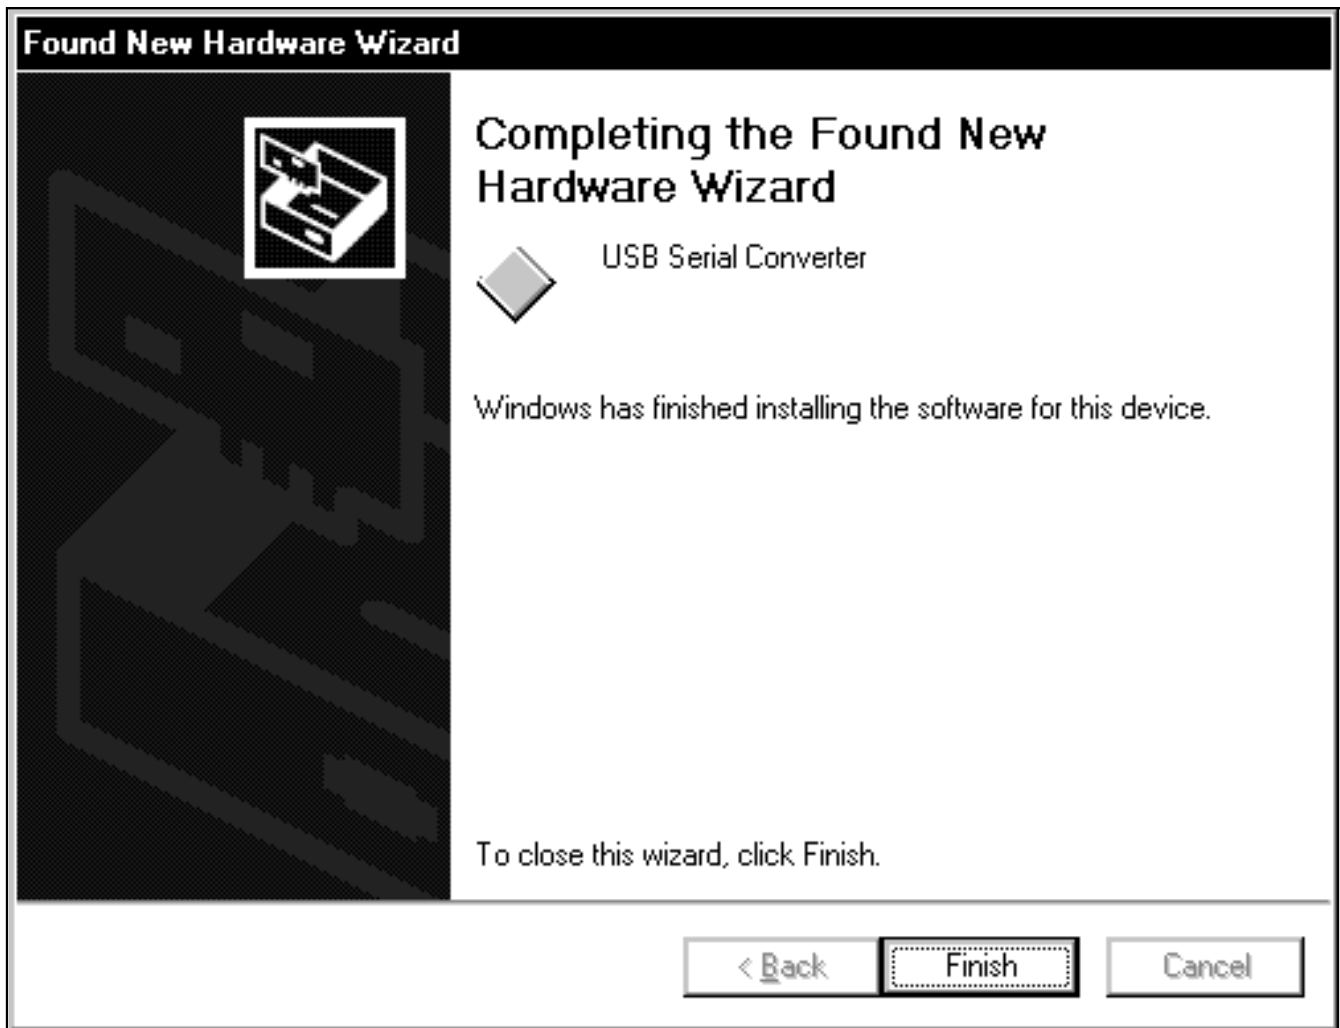 Found New Hardware Wizard
Completing the Found New
Hardware Wizard
USB Serial Converter
Windows has finished installing the software for this device.
To close this wizard, click Finish.
< Back
Finish
Cancel